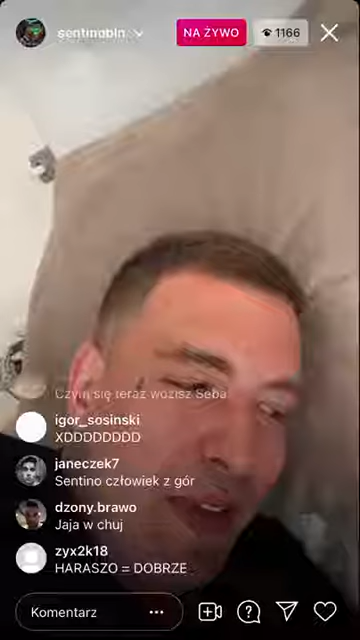 sentinobln
NA ŻYWO
1166
Czym się teraz wozisz Seba
igor_sosinski
XDDDDDDDD
janeczek7
Sentino człowiek z gór
dzony.brawo
Jaja w chuj
zyx2k18
HARASZO = DOBRZE
Komentarz